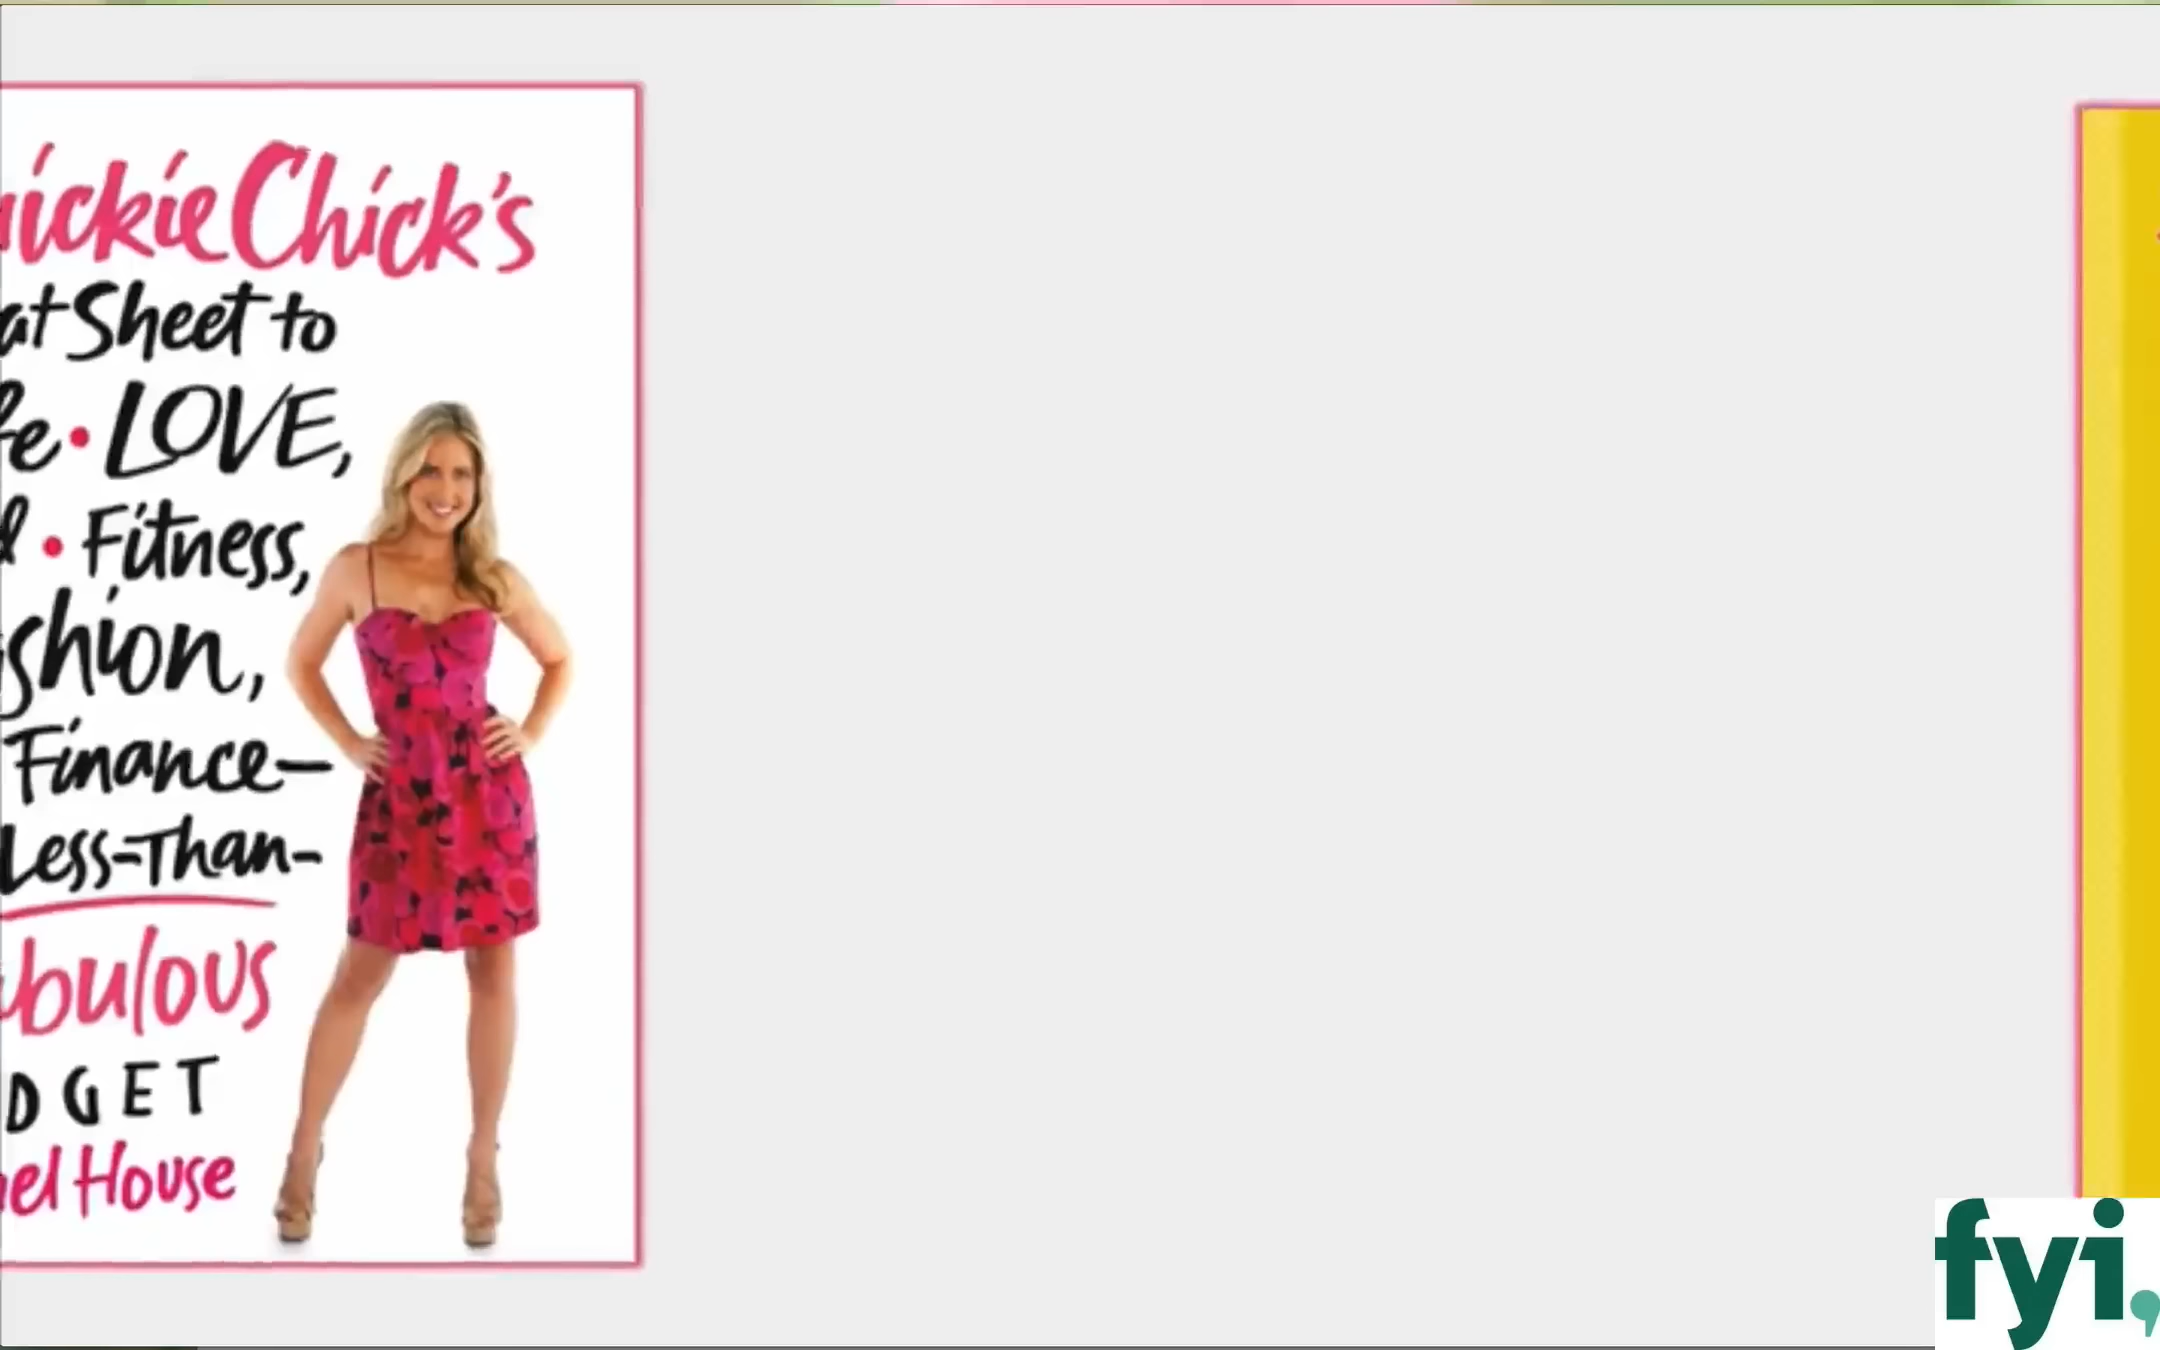 ickie Chick's
at Sheet to
fe • LOVE,
d • Fitness,
shion,
Finance—
Less-Than-
bulous
DGET
el House
fyi,